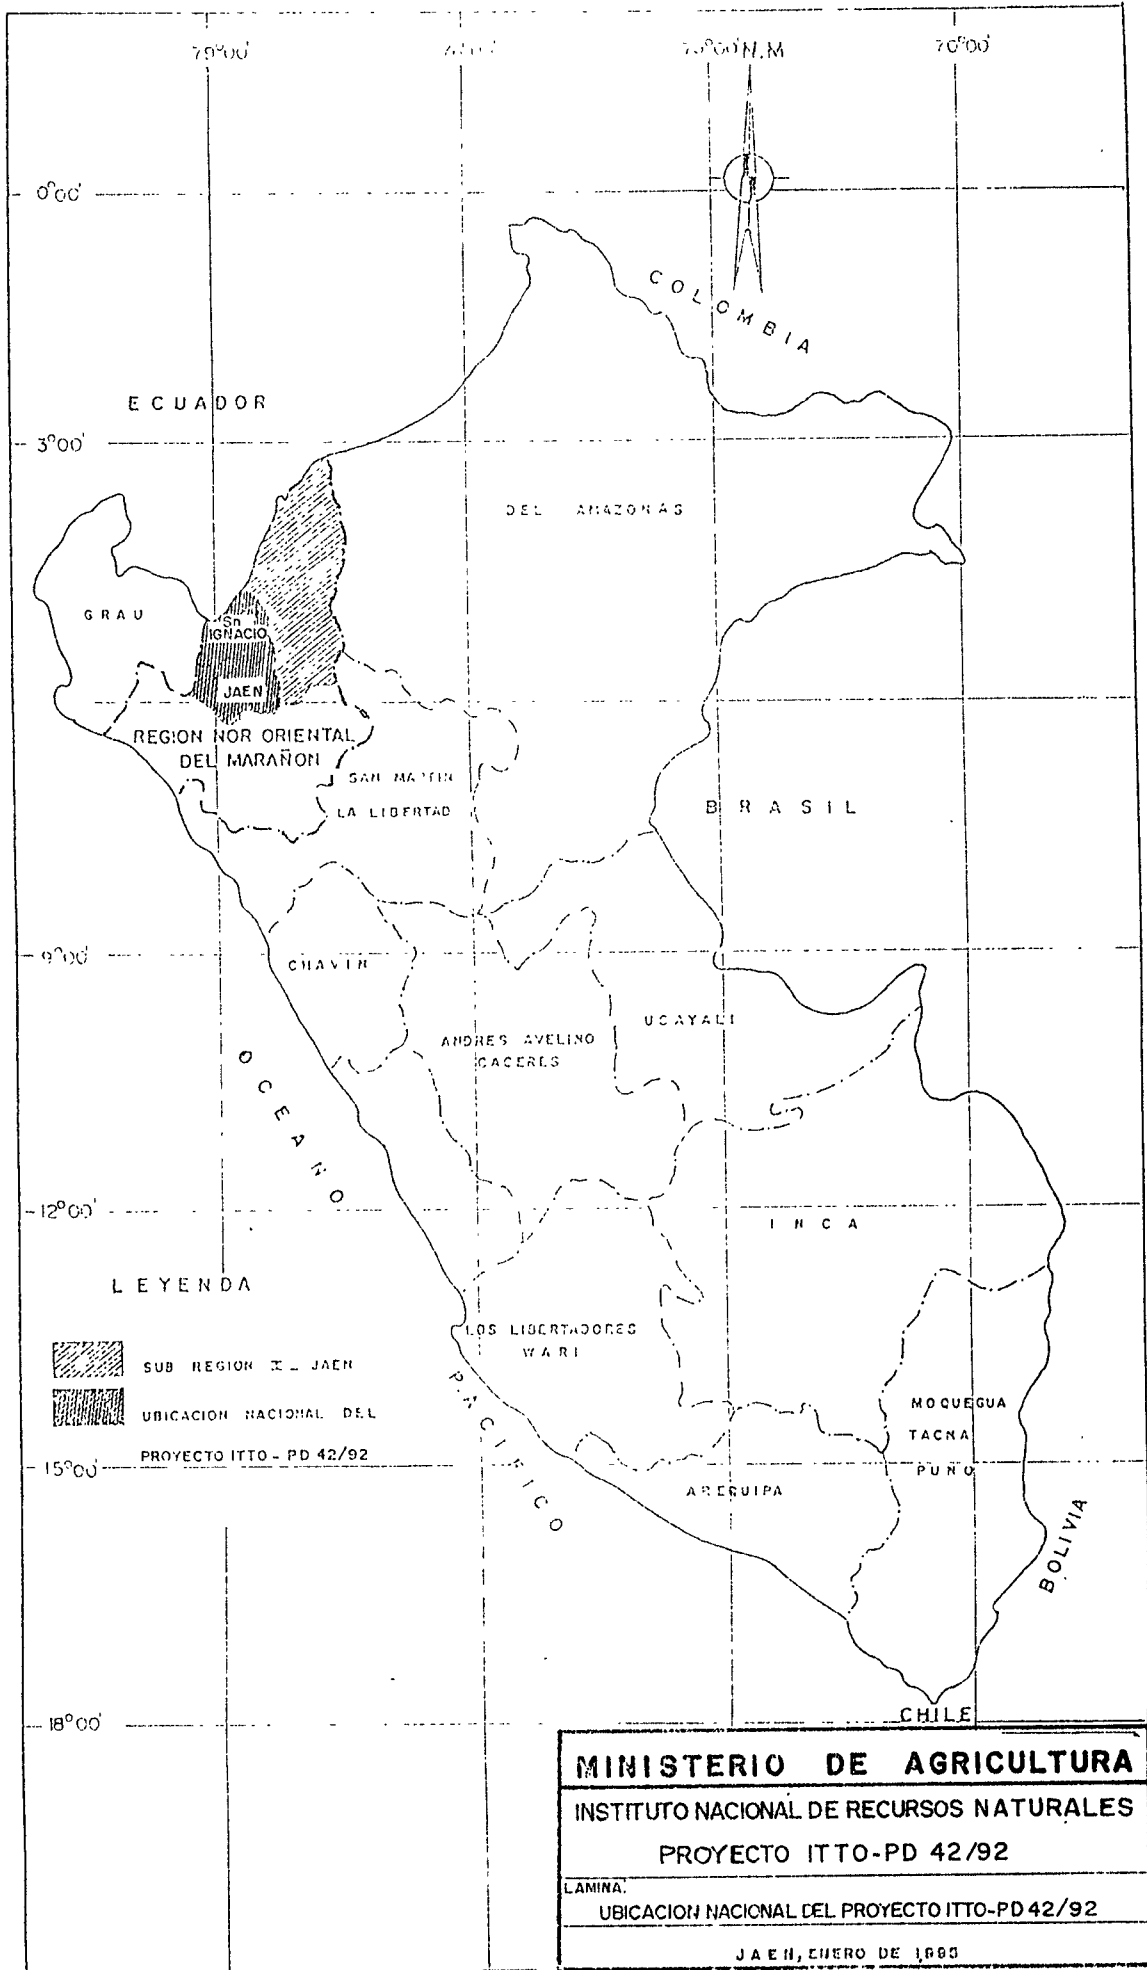 79°00'
N.M
70°00'
0°00'
COLOMBIA
ECUADOR
3°00'
DEL AMAZONAS
GRAU
Sn
IGNACIO
JAEN
REGION NOR ORIENTAL
DEL MARAÑON
SAN MARTIN
LA LIBERTAD
BRASIL
9°00'
CHAVIN
UCAYALI
ANDRES AVELINO
CACERES
OCEANO
12°00'
INCA
LEYENDA
LOS LIBERTADORES
WARI
SUB REGION II - JAEN
PACIFICO
UBICACION NACIONAL DEL
PROYECTO ITTO - PD 42/92
MOQUEGUA
TACNA
PUNO
15°00'
AREQUIPA
BOLIVIA
18°00'
CHILE
MINISTERIO DE AGRICULTURA
INSTITUTO NACIONAL DE RECURSOS NATURALES
PROYECTO ITTO-PD 42/92
LAMINA:
UBICACION NACIONAL DEL PROYECTO ITTO-PD 42/92
JAEN, ENERO DE